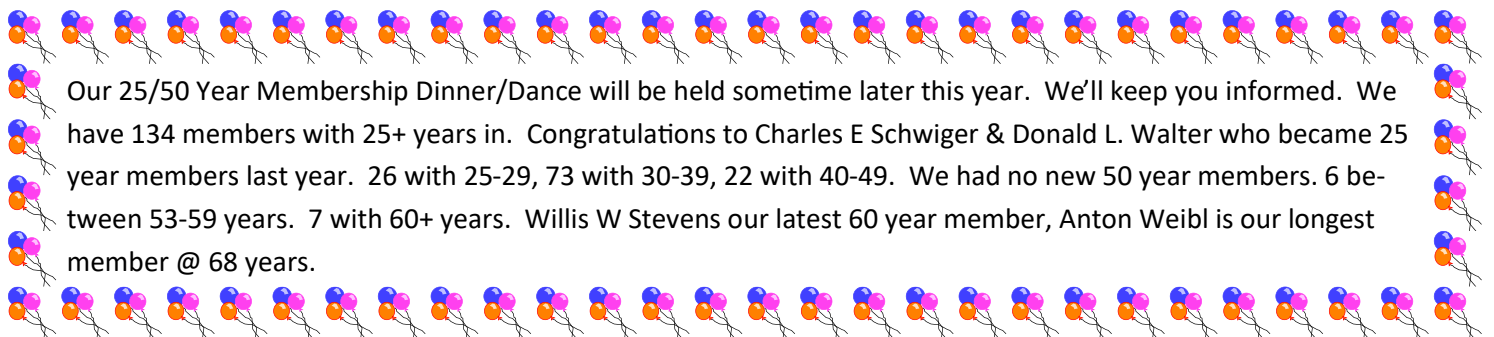 Our 25/50 Year Membership Dinner/Dance will be held sometime later this year.  We’ll keep you informed.  We
have 134 members with 25+ years in.  Congratulations to Charles E Schwiger & Donald L. Walter who became 25
year members last year.  26 with 25-29, 73 with 30-39, 22 with 40-49.  We had no new 50 year members. 6 be-
tween 53-59 years.  7 with 60+ years.  Willis W Stevens our latest 60 year member, Anton Weibl is our longest
member @ 68 years.